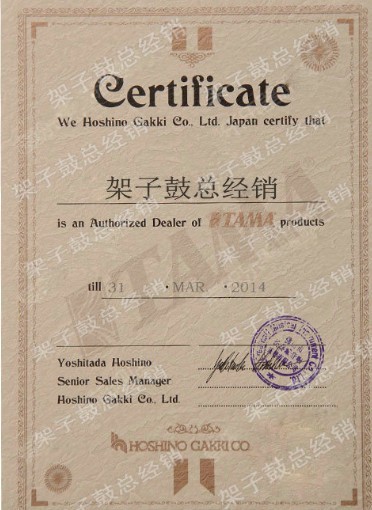 Certificate
We Hoshino Gakki Co., Ltd. Japan certify that
架子鼓总经销
is an Authorized Dealer of TAMA products
TAMA
till 31 · MAR · 2014
Yoshitada Hoshino
Senior Sales Manager
Hoshino Gakki Co., Ltd.
HOSHINO GAKKI CO.
架子鼓总经销